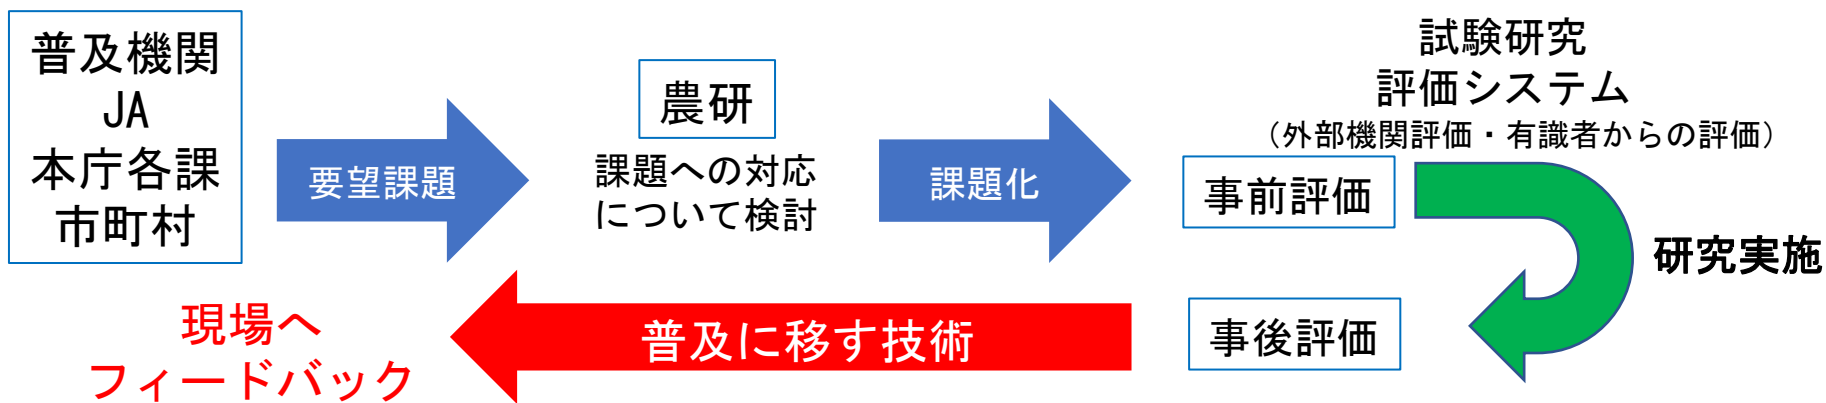 普及機関
JA
本庁各課
市町村
要望課題
農研
課題への対応
について検討
課題化
試験研究
評価システム
（外部機関評価・有識者からの評価）
事前評価
研究実施
事後評価
普及に移す技術
現場へ
フィードバック